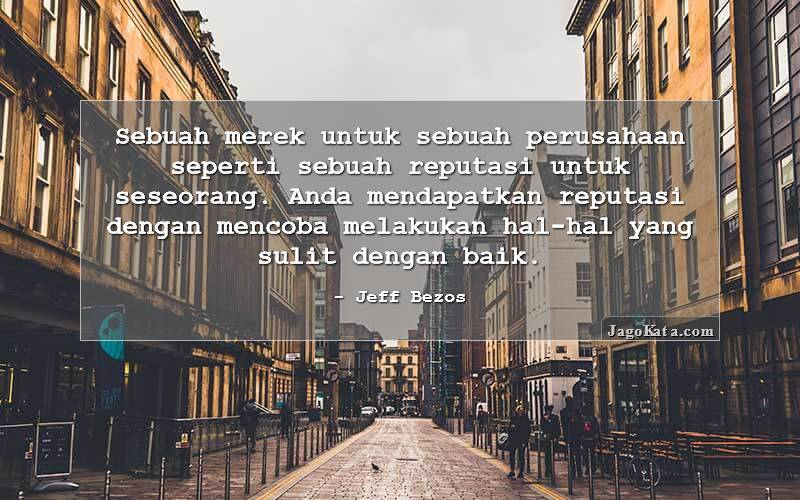 Sebuah merek untuk sebuah perusahaan
seperti sebuah reputasi untuk
seseorang. Anda mendapatkan reputasi
dengan mencoba melakukan hal-hal yang
sulit dengan baik.
- Jeff Bezos
JagoKata.com